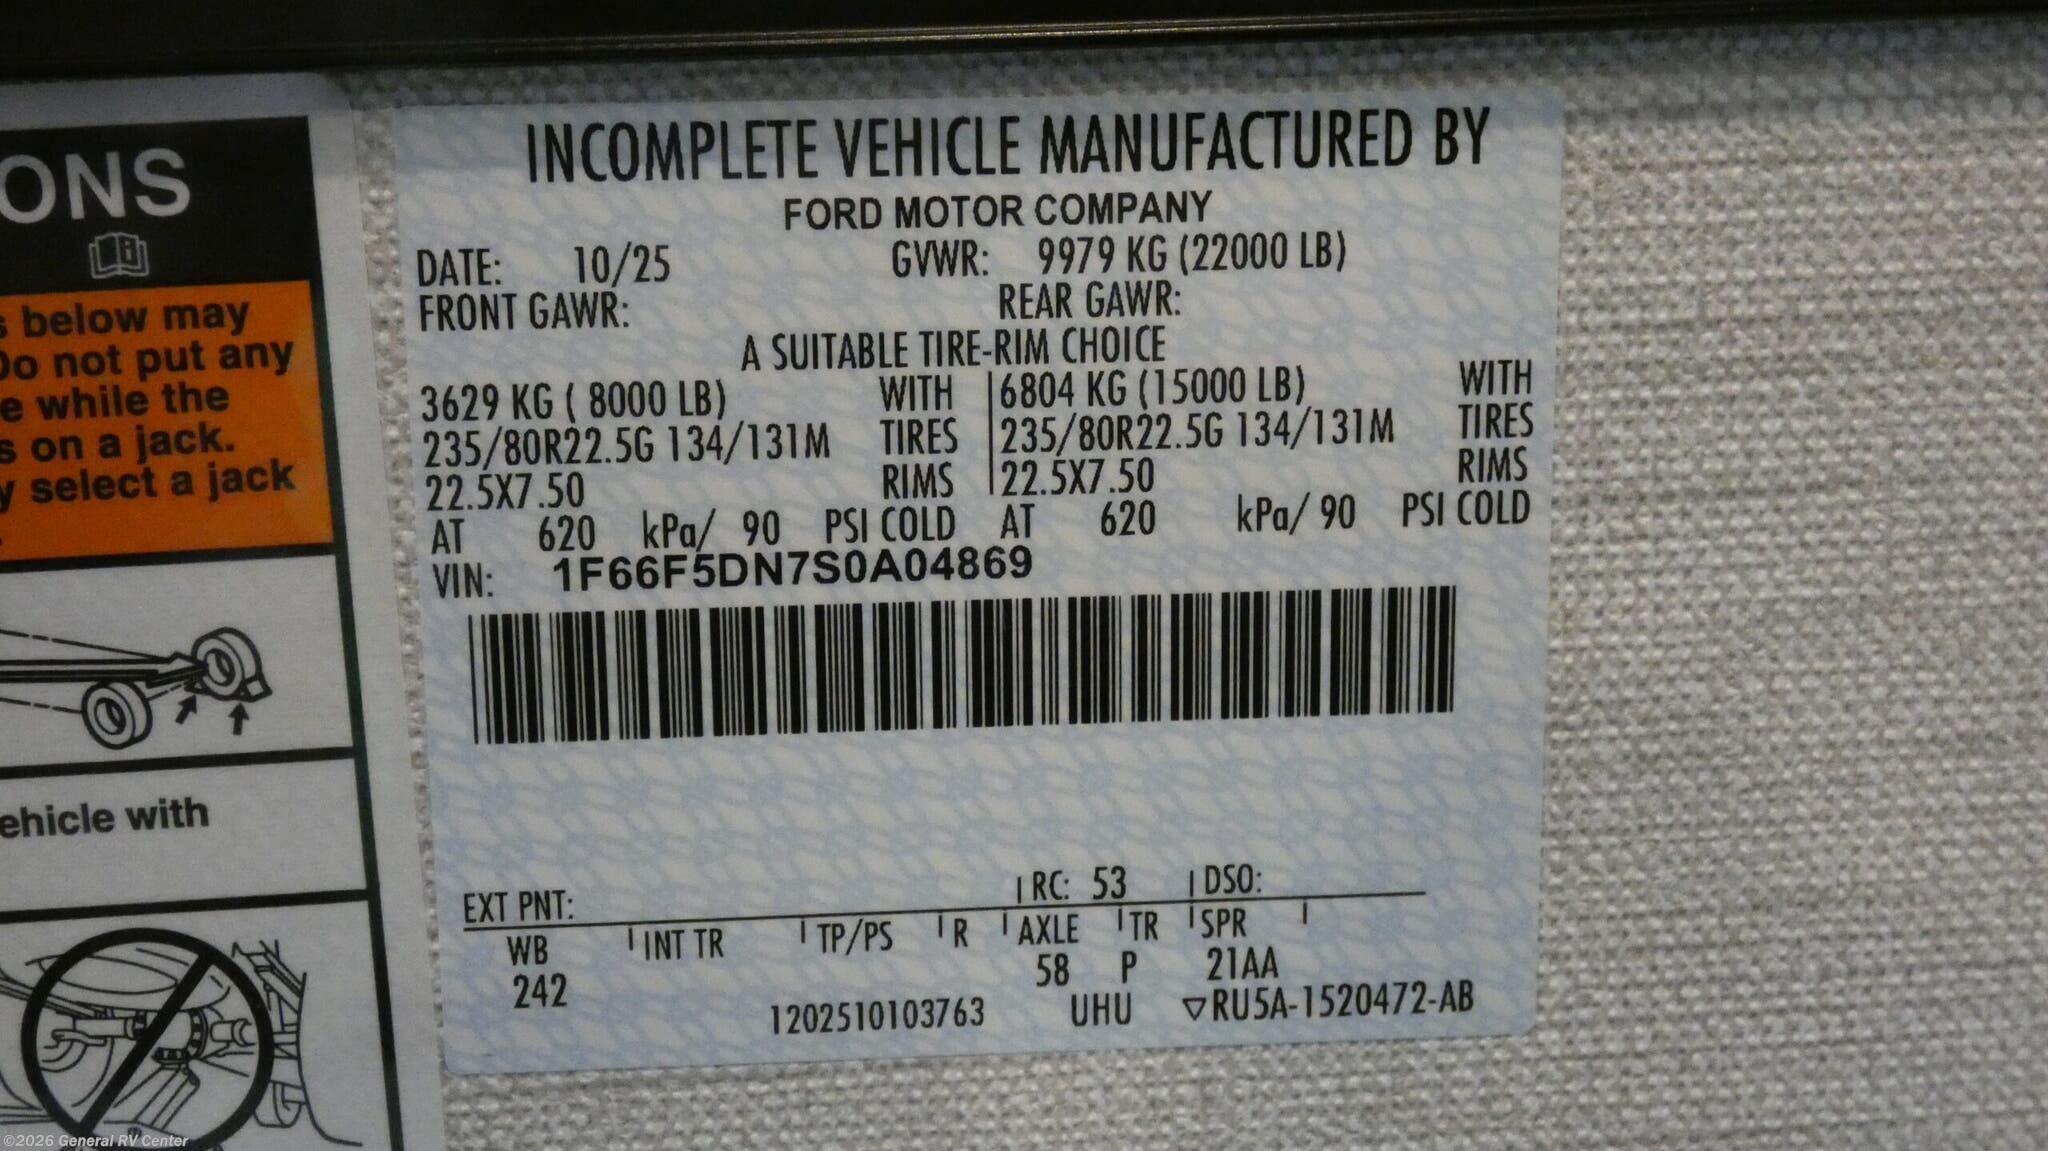 ONS
s below may
Do not put any
e while the
s on a jack.
y select a jack
ehicle with
INCOMPLETE VEHICLE MANUFACTURED BY
FORD MOTOR COMPANY
DATE: 10/25 GVWR: 9979 KG (22000 LB)
FRONT GAWR: REAR GAWR:
A SUITABLE TIRE-RIM CHOICE
3629 KG ( 8000 LB) WITH 6804 KG (15000 LB) WITH
235/80R22.5G 134/131M TIRES 235/80R22.5G 134/131M TIRES
22.5X7.50 RIMS 22.5X7.50 RIMS
AT 620 kPa/ 90 PSI COLD AT 620 kPa/ 90 PSI COLD
VIN: 1F66F5DN7S0A04869
EXT PNT: RC: 53 DSO:
WB INT TR TP/PS R AXLE TR SPR
242 58 P 21AA
1202510103763 UHU ▽RU5A-1520472-AB
©2026 General RV Center